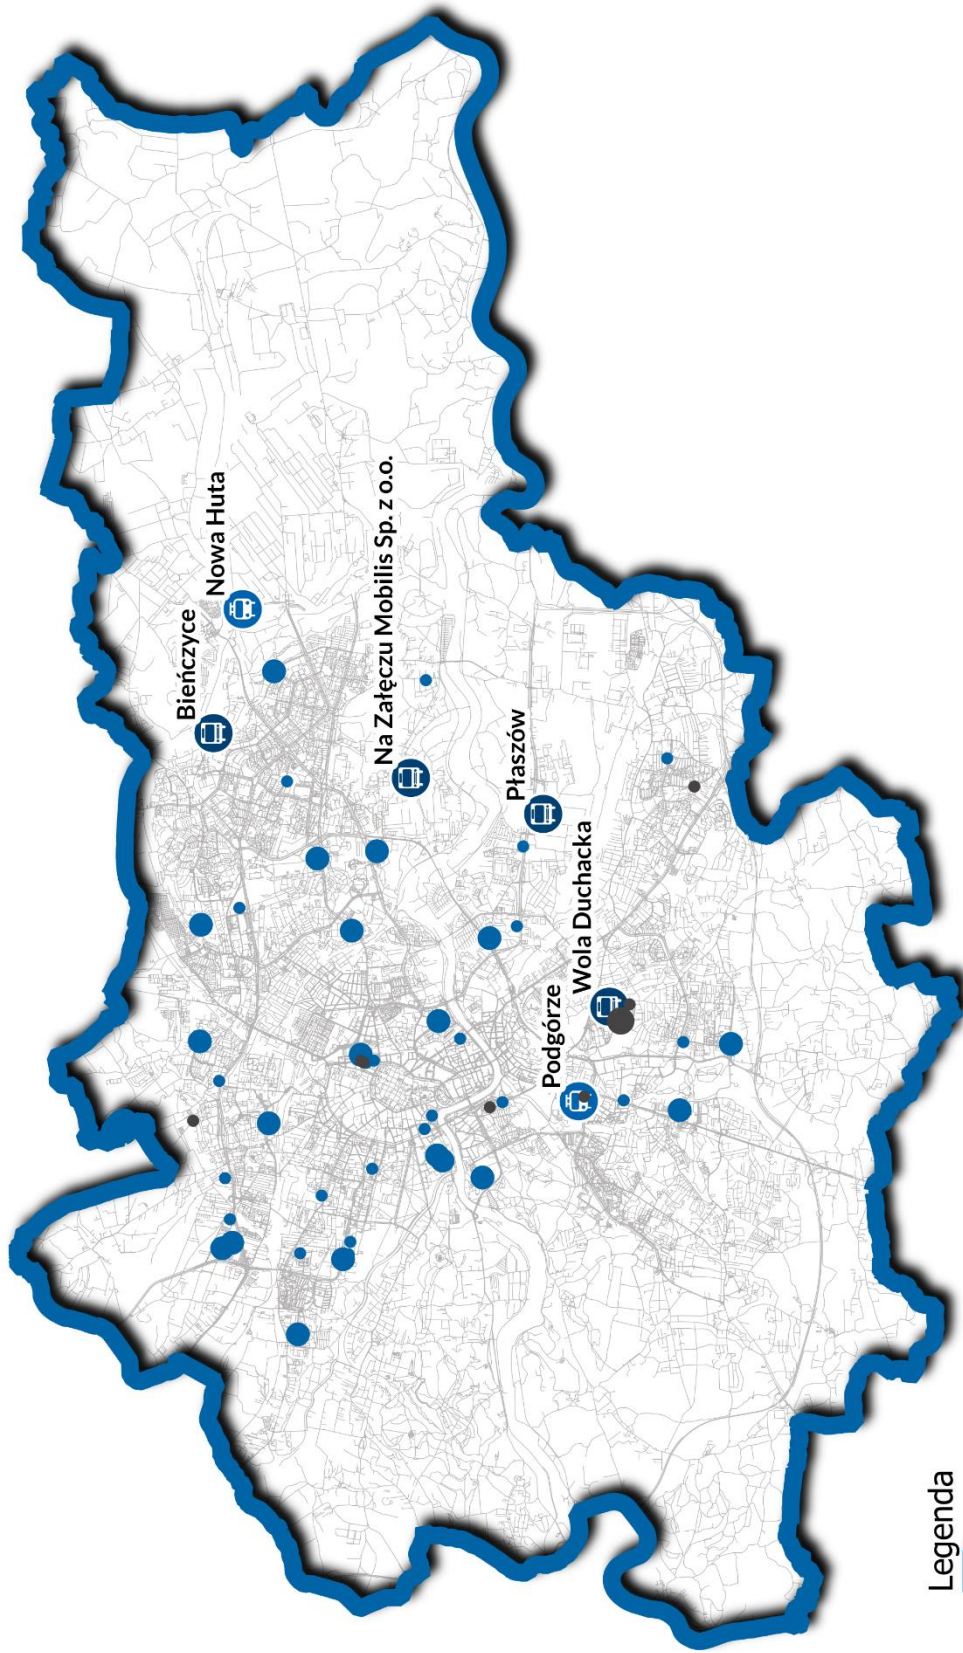 Bieńczyce
Nowa Huta
Na Załęczu Mobilis Sp. z o.o.
Płaszów
Wola Duchacka
Podgórze
Legenda